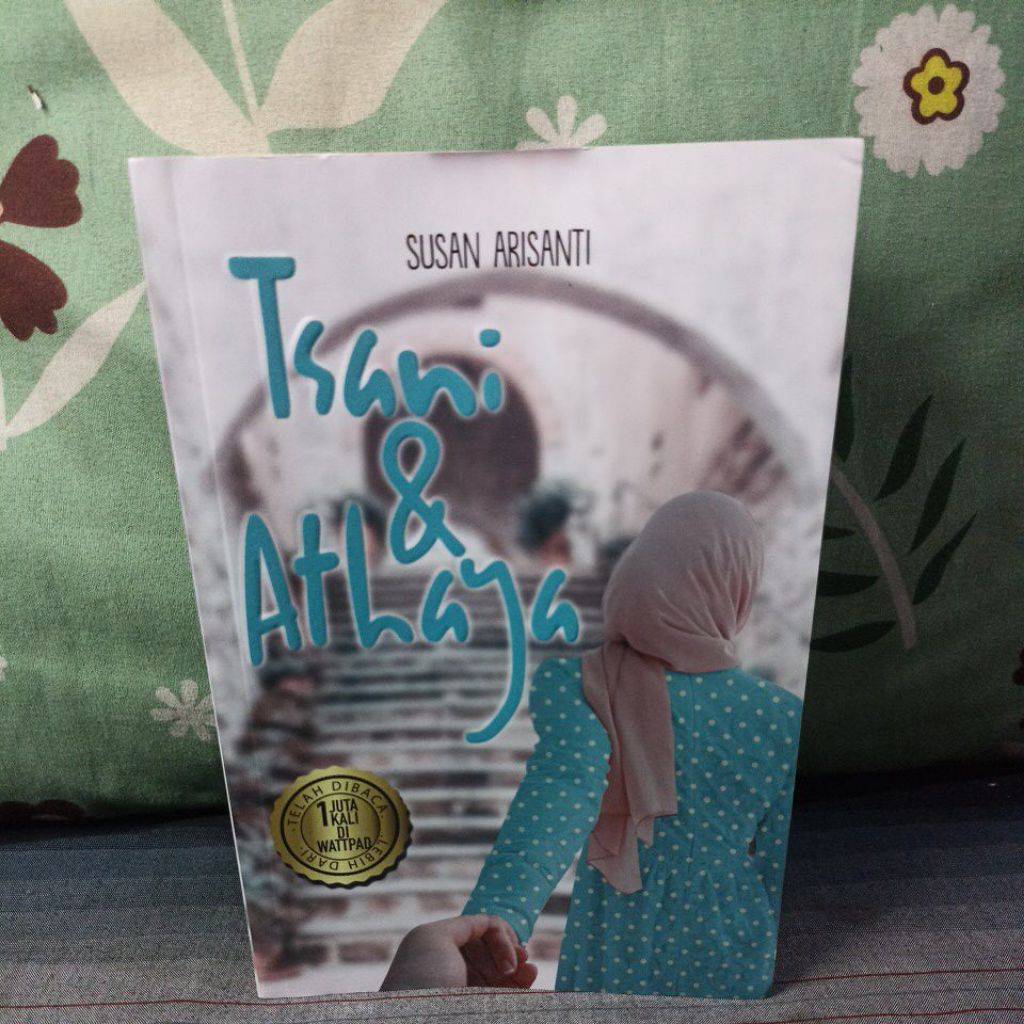 SUSAN ARISANTI
Tsani
&
Athaya
TELAH DIBACA
1 JUTA
KALI
DI
WATTPAD
LEBIH DARI